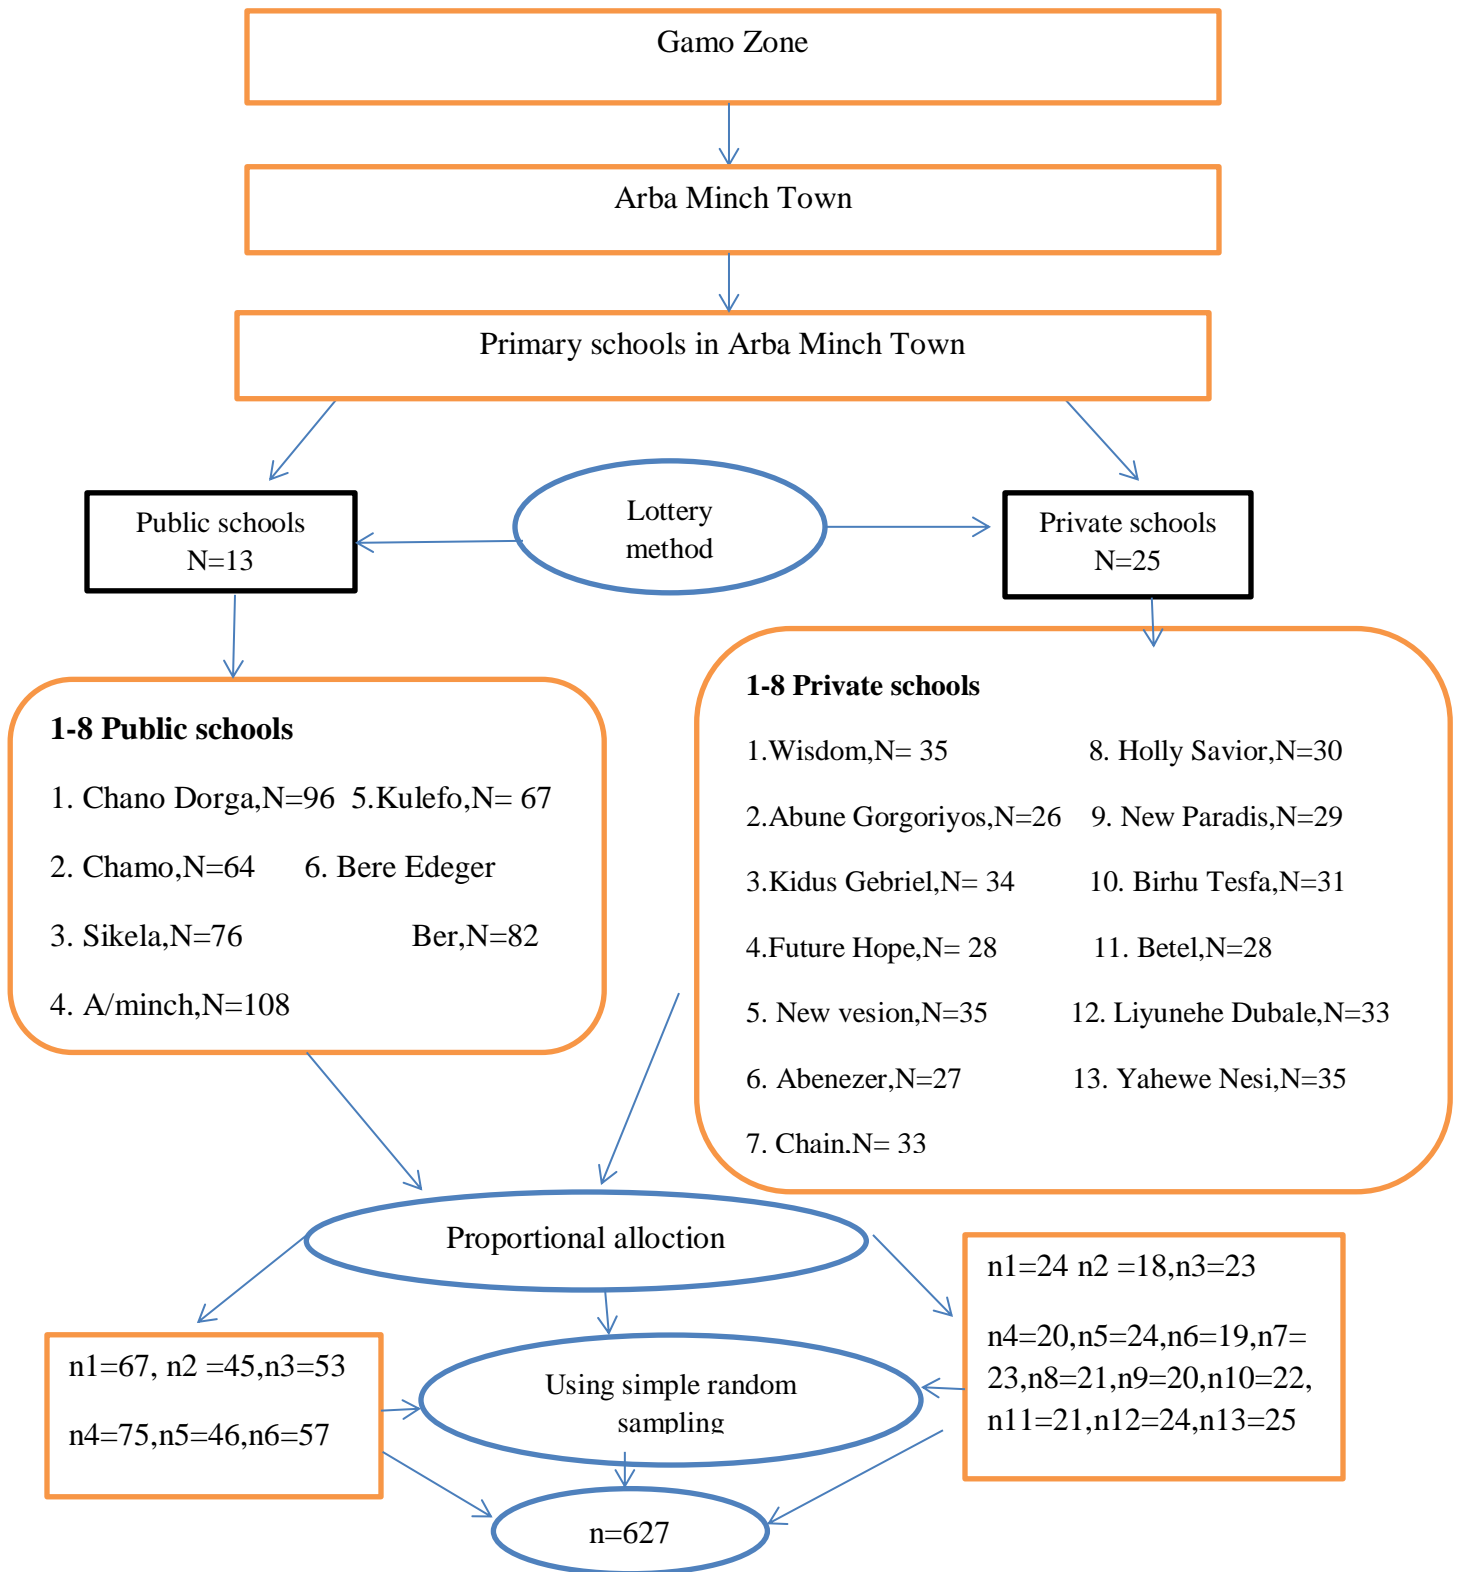 Gamo Zone
Arba Minch Town
Primary schools in Arba Minch Town
Public schools
N=13
Lottery
method
Private schools
N=25
1-8 Public schools
1. Chano Dorga,N=96 5.Kulefo,N= 67
2. Chamo,N=64 6. Bere Edeger
3. Sikela,N=76 Ber,N=82
4. A/minch,N=108
1-8 Private schools
1.Wisdom,N= 35 8. Holly Savior,N=30
2.Abune Gorgoriyos,N=26 9. New Paradis,N=29
3.Kidus Gebriel,N= 34 10. Birhu Tesfa,N=31
4.Future Hope,N= 28 11. Betel,N=28
5. New vesion,N=35 12. Liyunehe Dubale,N=33
6. Abenezer,N=27 13. Yahewe Nesi,N=35
7. Chain,N= 33
Proportional alloction
n1=67, n2 =45,n3=53
n4=75,n5=46,n6=57
Using simple random
sampling
n1=24 n2 =18,n3=23
n4=20,n5=24,n6=19,n7=
23,n8=21,n9=20,n10=22,
n11=21,n12=24,n13=25
n=627